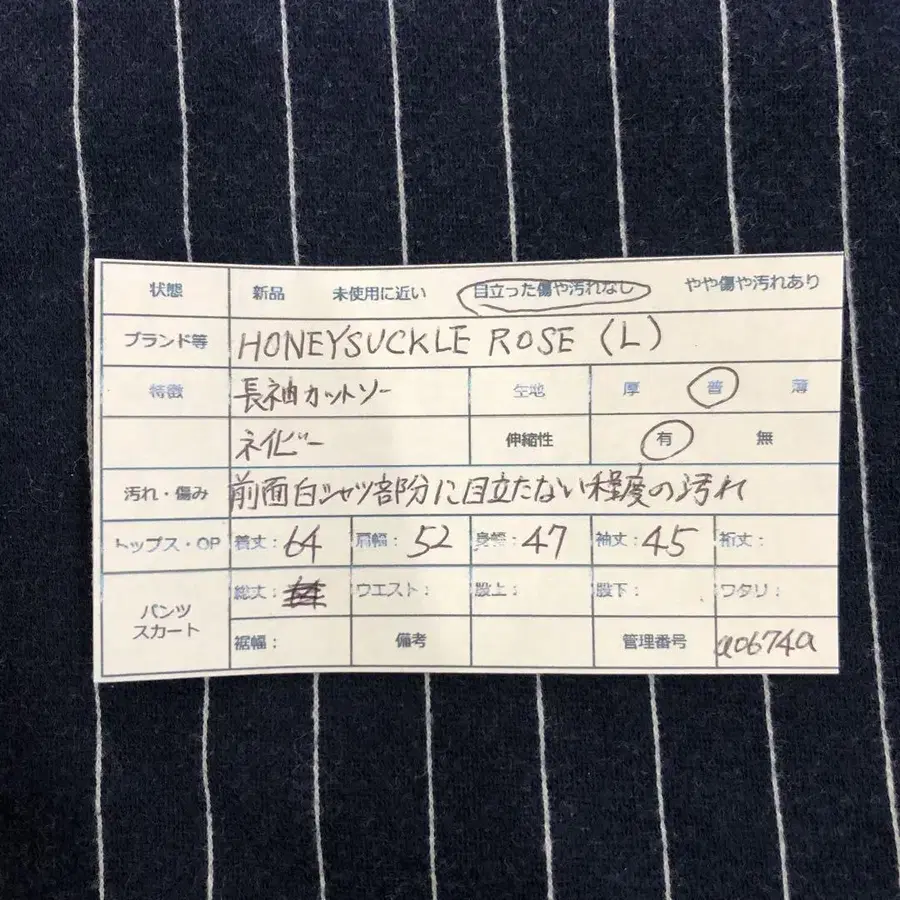 状態 新品 未使用に近い 目立った傷や汚れなし やや傷や汚れあり
ブランド等 HONEYSUCKLE ROSE (L)
特徴 長袖カットソー 生地 厚 普 薄
ネイビー 伸縮性 有 無
汚れ・傷み 前面白シャツ部分に目立たない程度の汚れ
トップス・OP 着丈：64 肩幅：52 身幅：47 袖丈：45 裄丈：
パンツ スカート 総丈： ウエスト： 股上： 股下： ワタリ：
裾幅： 備考 管理番号 a0674a